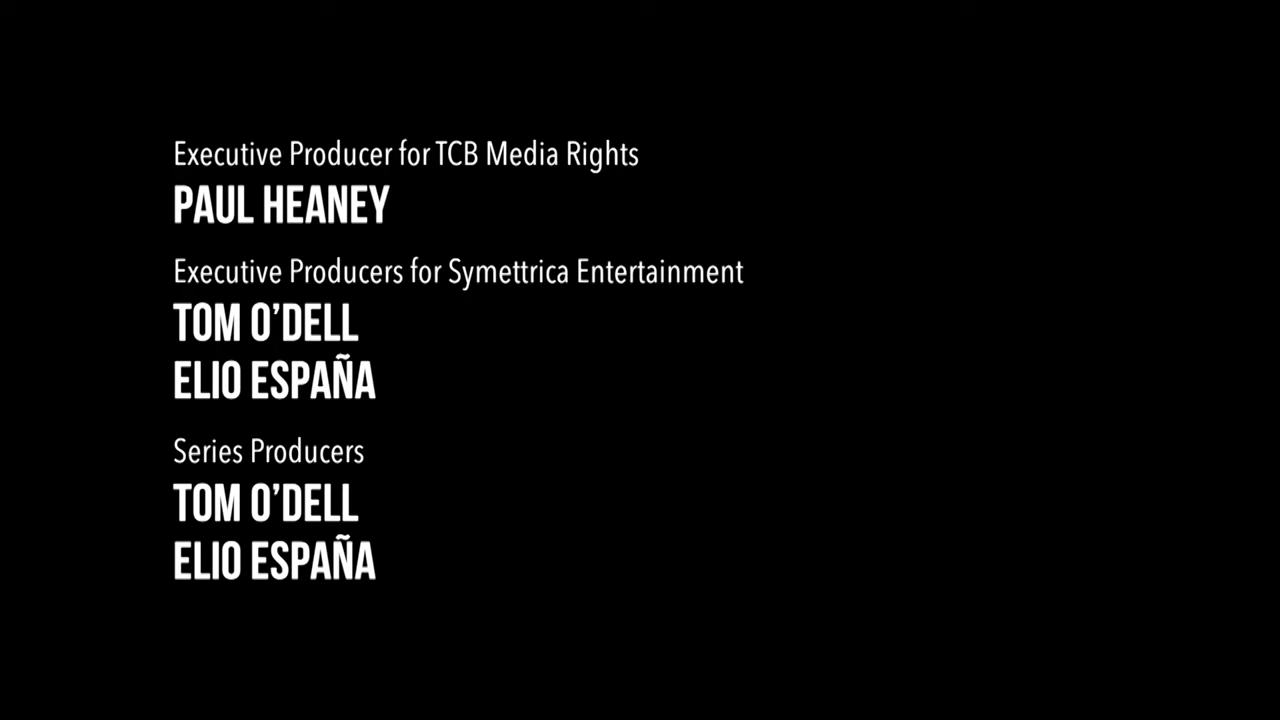 Executive Producer for TCB Media Rights
PAUL HEANEY
Executive Producers for Symettrica Entertainment
TOM O’DELL
ELIO ESPAÑA
Series Producers
TOM O’DELL
ELIO ESPAÑA